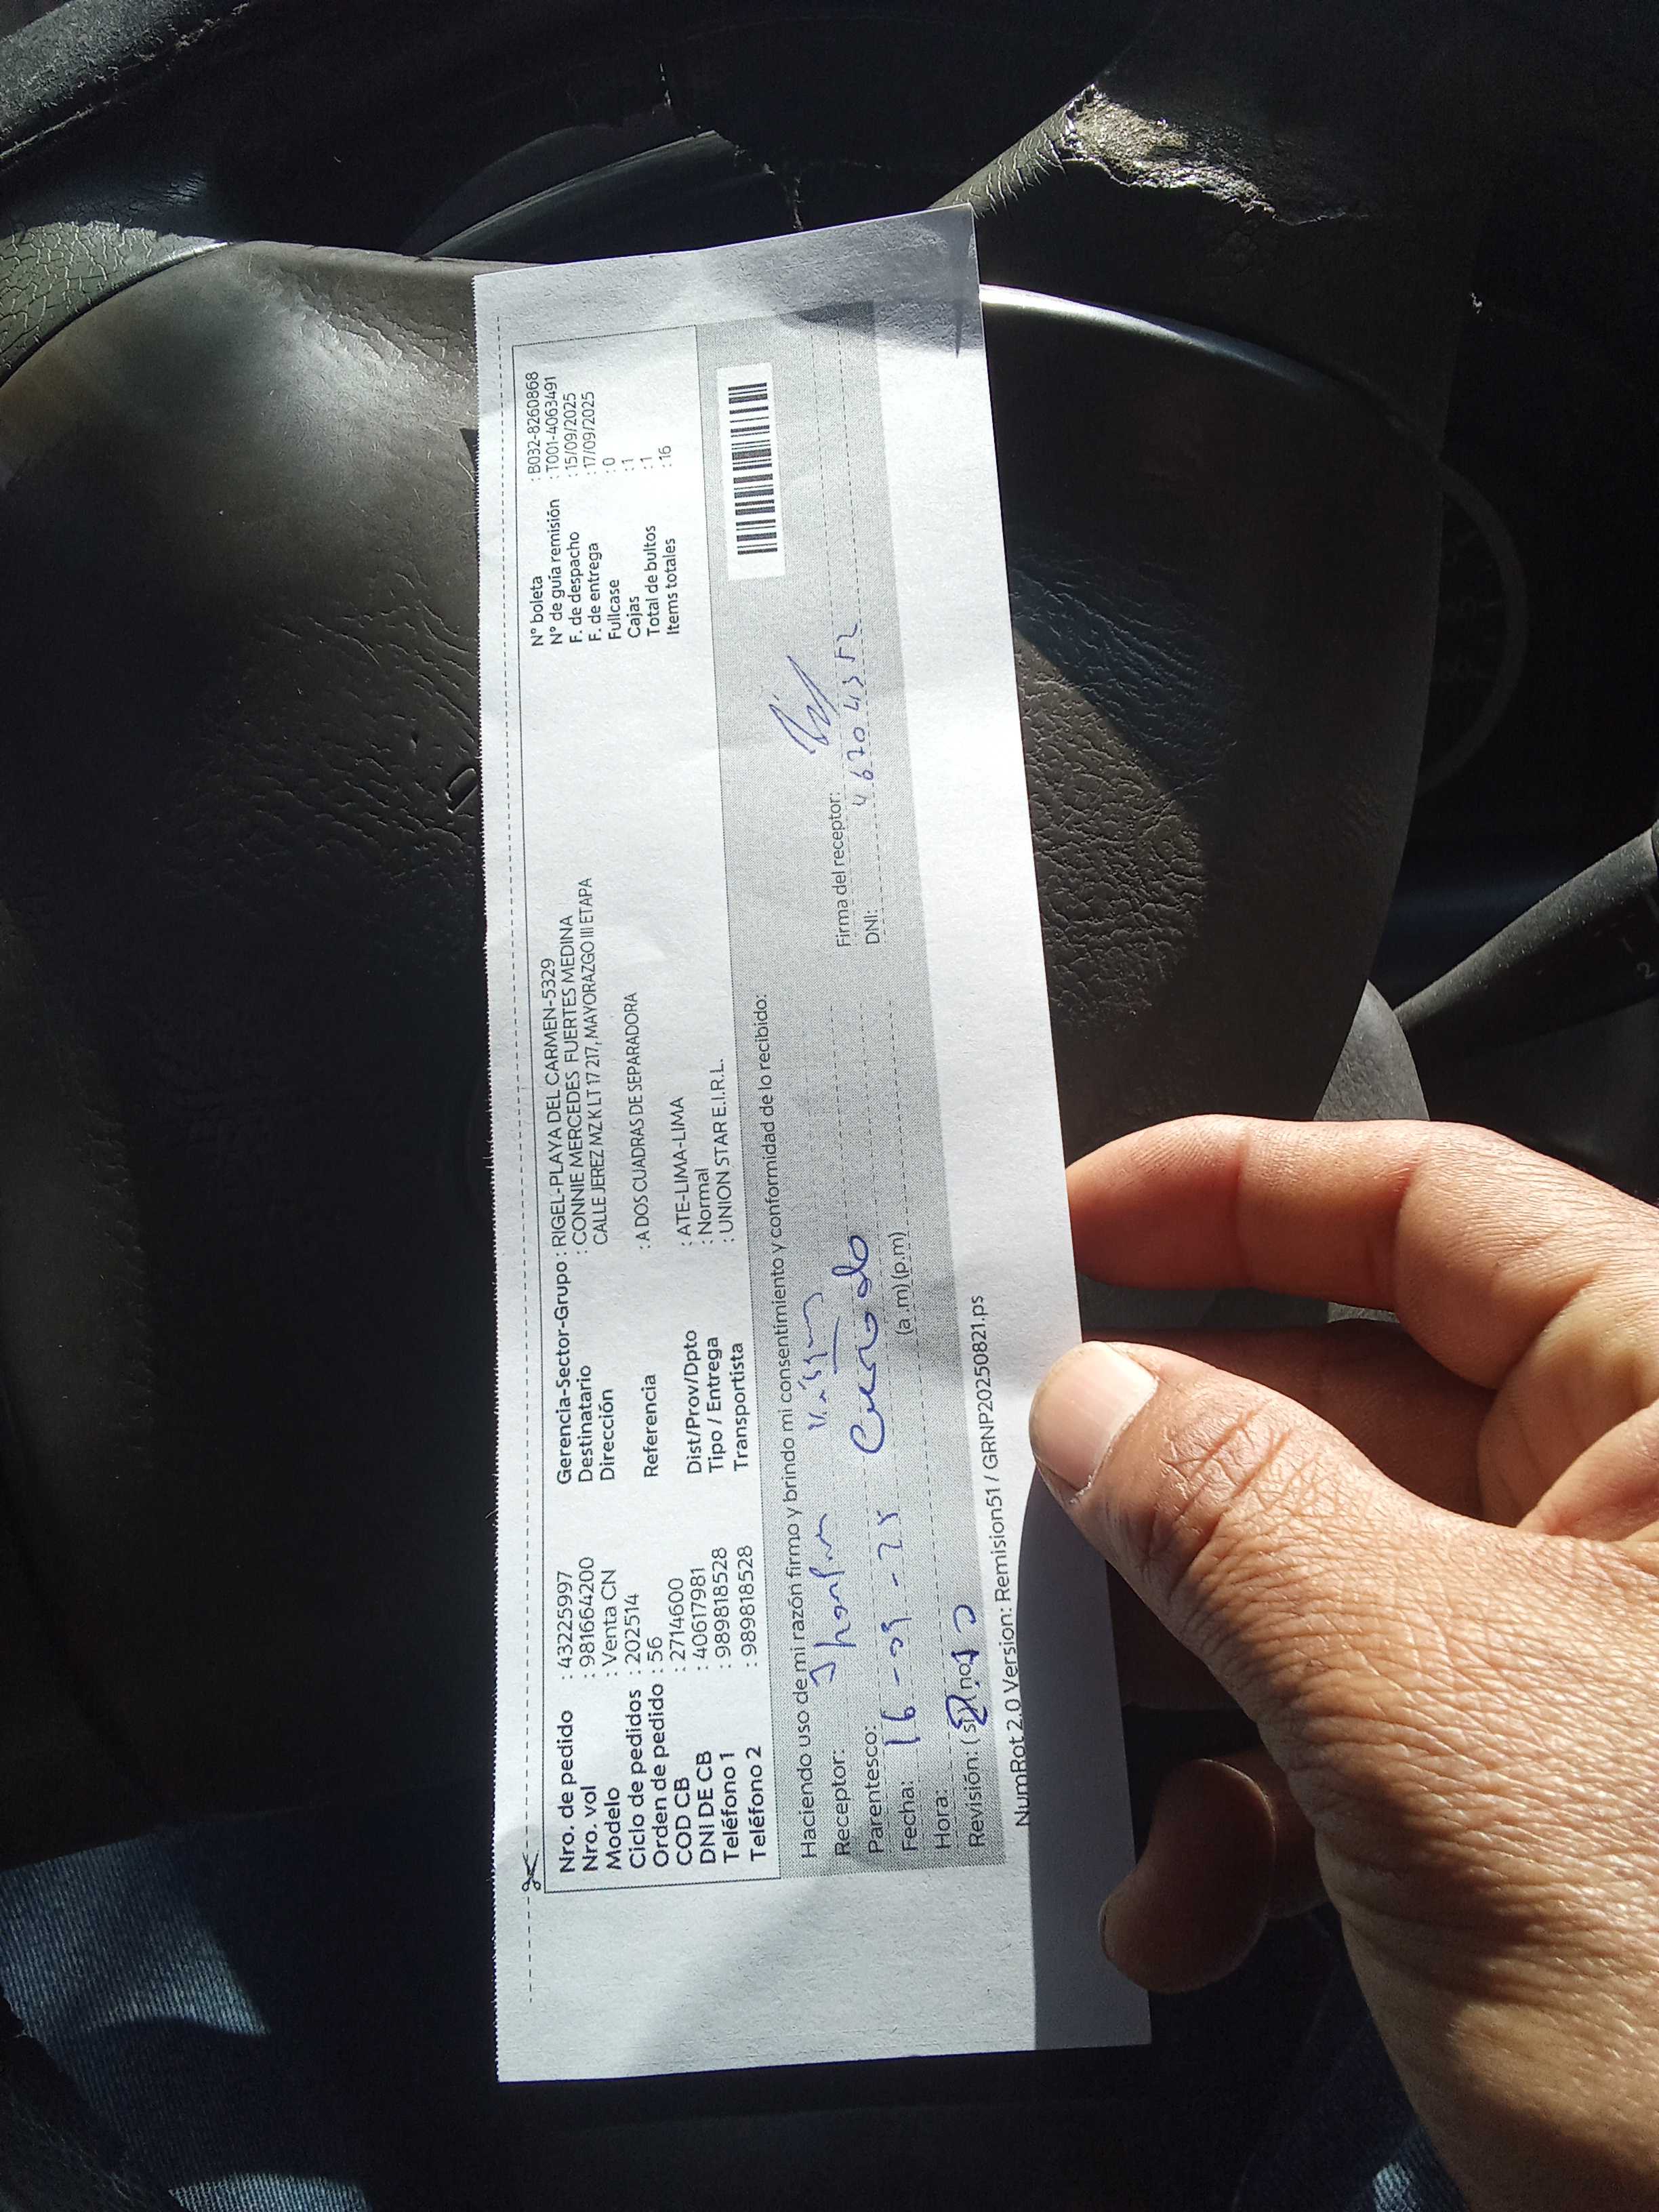 Nro. de pedido : 43225997
Nro. vol : 981664200
Modelo : Venta CN
Ciclo de pedidos : 202514
Orden de pedido : 56
COD CB : 2714600
DNI DE CB : 40617981
Teléfono 1 : 989818528
Teléfono 2 : 989818528
Gerencia-Sector-Grupo : RIGEL-PLAYA DEL CARMEN-5329
Destinatario : CONNIE MERCEDES FUERTES MEDINA
Dirección CALLE JEREZ MZ K LT 17 217, MAYORAZGO III ETAPA
Referencia : A DOS CUADRAS DE SEPARADORA
Dist/Prov/Dpto : ATE-LIMA-LIMA
Tipo / Entrega : Normal
Transportista : UNION STAR E.I.R.L.
N° boleta : B032-8260868
N° de guía remisión : T001-4063491
F. de despacho : 15/09/2025
F. de entrega : 17/09/2025
Fullcase : 0
Cajas : 1
Total de bultos : 1
Items totales : 16
Haciendo uso de mi razón firmo y brindo mi consentimiento y conformidad de lo recibido:
Receptor:
Parentesco: Cuñado
Fecha: 16-09-25
Hora: (a.m) (p.m)
Revisión: (si) (no)
Firma del receptor:
DNI: 46204352
NumRot.2.0 Version: Remision51 / GRNP20250821.ps